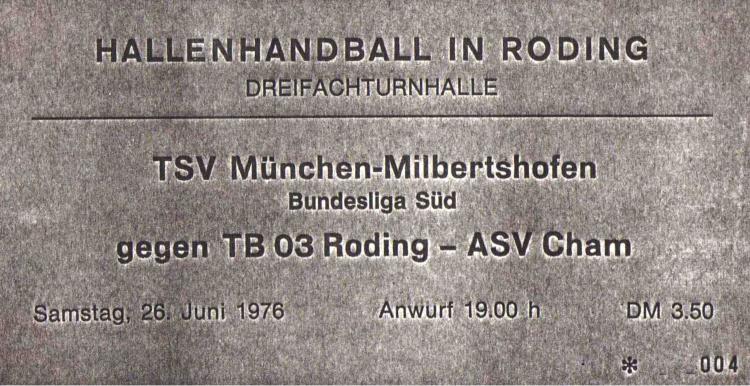 HALLENHANDBALL IN RODING
DREIFACHTURNHALLE
TSV München-Milbertshofen
Bundesliga Süd
gegen TB 03 Roding – ASV Cham
Samstag, 26. Juni 1976 Anwurf 19.00 h DM 3.50
* 004